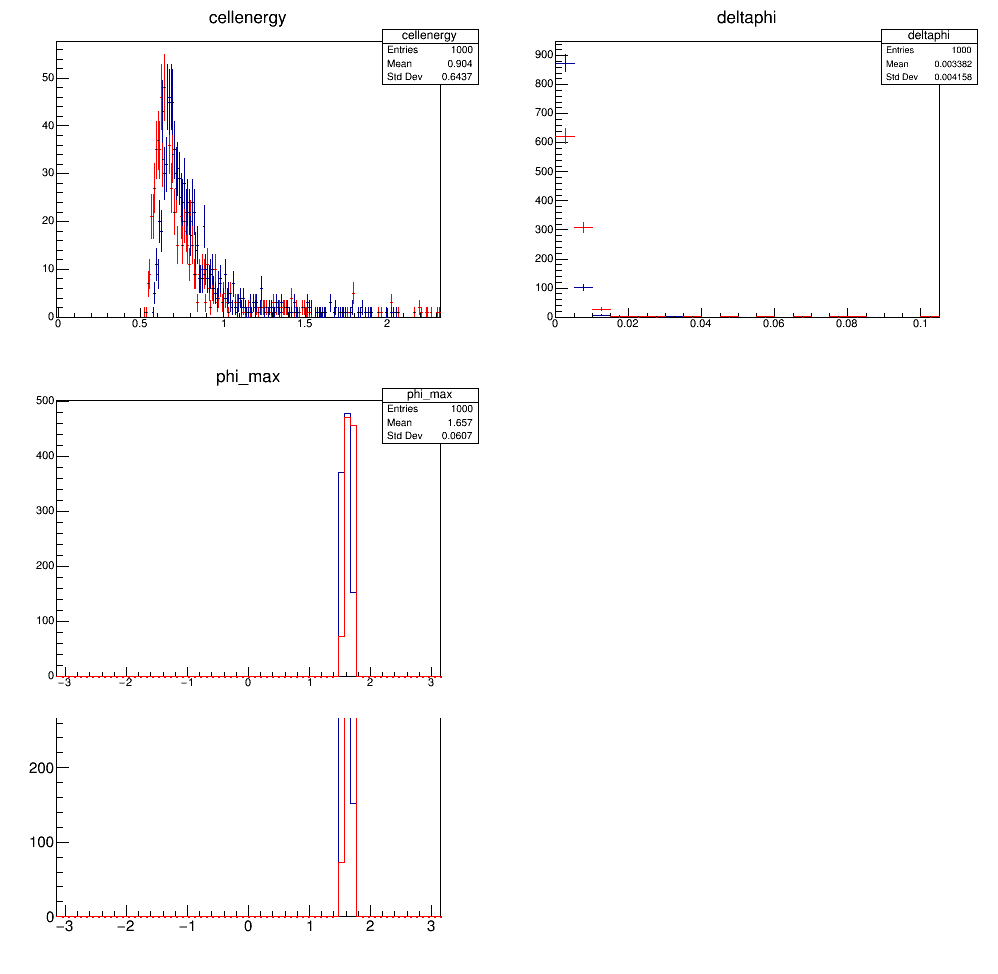 cellenergy
cellenergy
Entries 1000
Mean 0.904
Std Dev 0.6437
50
40
30
20
10
0
0 0.5 1 1.5 2
deltaphi
deltaphi
Entries 1000
Mean 0.003382
Std Dev 0.004158
900
800
700
600
500
400
300
200
100
0
0 0.02 0.04 0.06 0.08 0.1
phi_max
phi_max
Entries 1000
Mean 1.657
Std Dev 0.0607
500
400
300
200
100
0
−3 −2 −1 0 1 2 3
200
100
0
−3 −2 −1 0 1 2 3